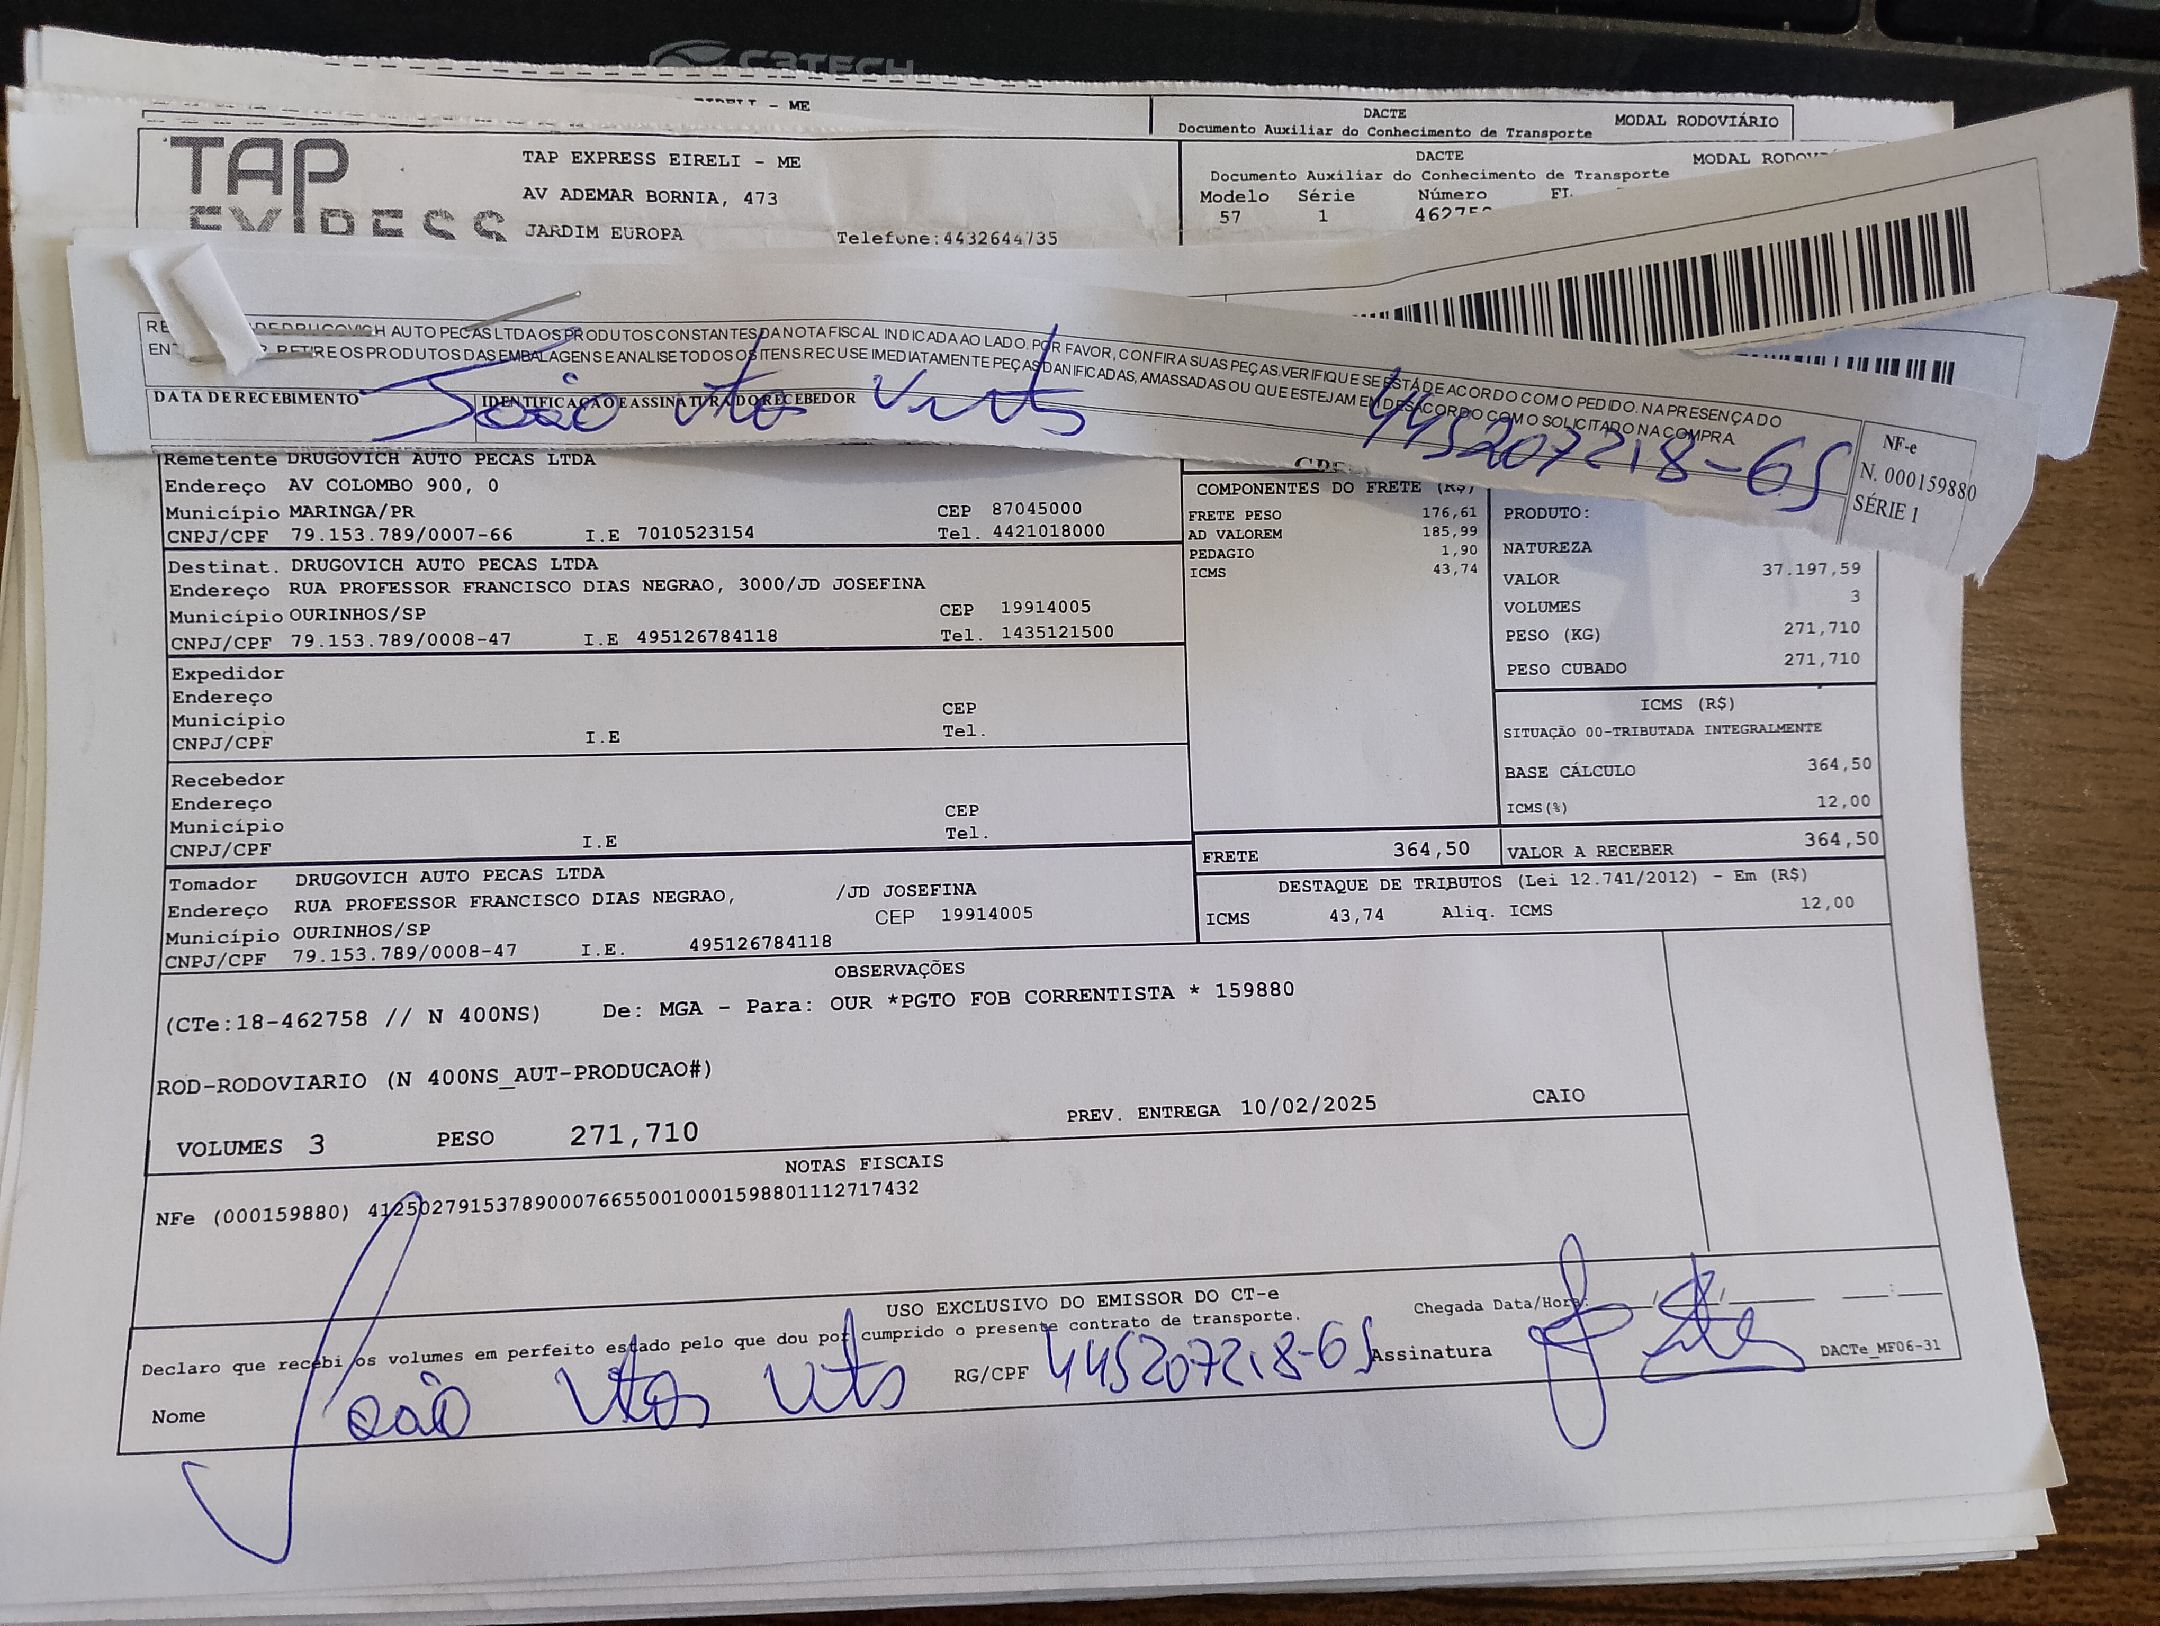 C3TECH
- ME
DACTE
Documento Auxiliar do Conhecimento de Transporte
MODAL RODOVIÁRIO
TAP EXPRESS
TAP EXPRESS EIRELI - ME
AV ADEMAR BORNIA, 473
JARDIM EUROPA Telefone:4432644735
DACTE MODAL
Documento Auxiliar do Conhecimento de Transporte
Modelo Série Número FL
57 1
DRUGOVICH AUTO PEÇAS LTDA OS PRODUTOS CONSTANTES DA NOTA FISCAL INDICADA AO LADO. POR FAVOR, CONFIRA SUAS PEÇAS. VERIFIQUE SE ESTÁ DE ACORDO COM O PEDIDO. NA PRESENÇA DO
RETIRE OS PRODUTOS DAS EMBALAGENS E ANALISE TODOS OS ITENS RECUSE IMEDIATAMENTE PEÇAS DANIFICADAS, AMASSADAS OU QUE ESTEJAM EM DESACORDO COM O SOLICITADO NA COMPRA
DATA DE RECEBIMENTO IDENTIFICAÇÃO E ASSINATURA DO RECEBEDOR
João 445207218-65
NF-e
N. 000159880
SÉRIE 1
Remetente DRUGOVICH AUTO PECAS LTDA
Endereço AV COLOMBO 900, 0
Município MARINGA/PR CEP 87045000
CNPJ/CPF 79.153.789/0007-66 I.E 7010523154 Tel. 4421018000
Destinat. DRUGOVICH AUTO PECAS LTDA
Endereço RUA PROFESSOR FRANCISCO DIAS NEGRAO, 3000/JD JOSEFINA
Município OURINHOS/SP CEP 19914005
CNPJ/CPF 79.153.789/0008-47 I.E 495126784118 Tel. 1435121500
Expedidor
Endereço
Município CEP
CNPJ/CPF I.E Tel.
Recebedor
Endereço
Município CEP
CNPJ/CPF I.E Tel.
Tomador DRUGOVICH AUTO PECAS LTDA
Endereço RUA PROFESSOR FRANCISCO DIAS NEGRAO, /JD JOSEFINA
Município OURINHOS/SP CEP 19914005
CNPJ/CPF 79.153.789/0008-47 I.E. 495126784118
COMPONENTES DO FRETE (R$)
FRETE PESO 176,61
AD VALOREM 185,99
PEDAGIO 1,90
ICMS 43,74
PRODUTO:
NATUREZA
VALOR 37.197,59
VOLUMES 3
PESO (KG) 271,710
PESO CUBADO 271,710
ICMS (R$)
SITUAÇÃO 00-TRIBUTADA INTEGRALMENTE
BASE CÁLCULO 364,50
ICMS(%) 12,00
FRETE 364,50 VALOR A RECEBER 364,50
DESTAQUE DE TRIBUTOS (Lei 12.741/2012) - Em (R$)
ICMS 43,74 Aliq. ICMS 12,00
OBSERVAÇÕES
(CTe:18-462758 // N 400NS) De: MGA - Para: OUR *PGTO FOB CORRENTISTA * 159880
ROD-RODOVIARIO (N 400NS_AUT-PRODUCAO#)
VOLUMES 3 PESO 271,710 PREV. ENTREGA 10/02/2025 CAIO
NOTAS FISCAIS
NFe (000159880) 41250279153789000766550010001598801112717432
USO EXCLUSIVO DO EMISSOR DO CT-e
Declaro que recebi os volumes em perfeito estado pelo que dou por cumprido o presente contrato de transporte.
Chegada Data/Hora:
Nome João RG/CPF 445207218-65 Assinatura
DACTe_MF06-31